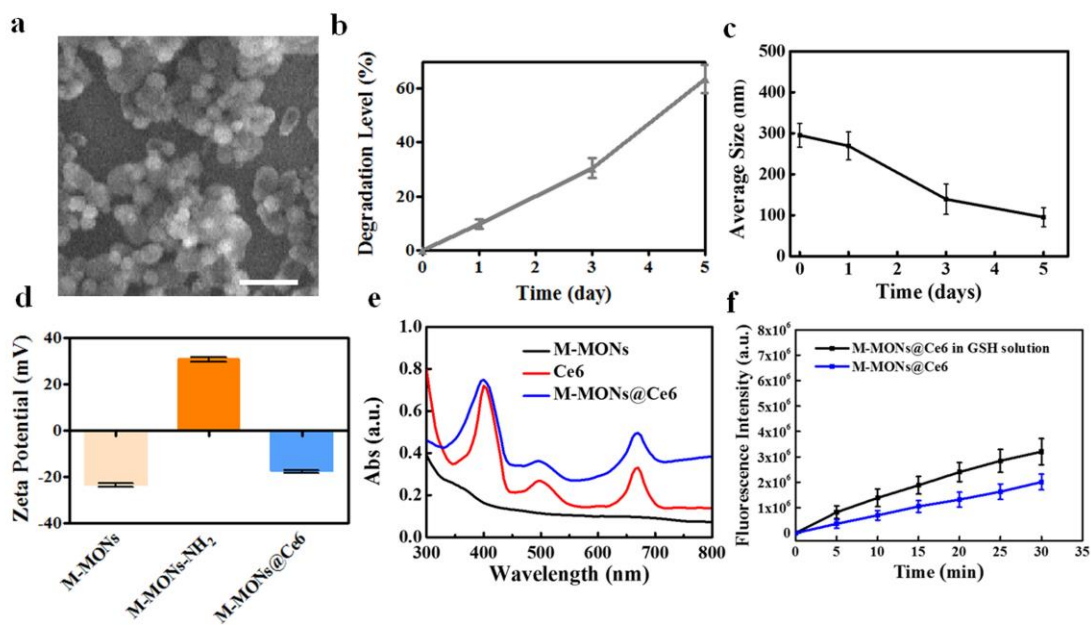 a
b
Degradation Level (%)
60
40
20
0
0 1 2 3 4 5
Time (day)
c
Average Size (nm)
500
400
300
200
100
0
0 1 2 3 4 5
Time (days)
d
Zeta Potential (mV)
40
20
0
-20
-40
M-MONs
M-MONs-NH₂
M-MONs@Ce6
e
Abs (a.u.)
1.0
0.8
0.6
0.4
0.2
0.0
M-MONs
Ce6
M-MONs@Ce6
300 400 500 600 700 800
Wavelength (nm)
f
Fluorescence Intensity (a.u.)
8x10⁶
7x10⁶
6x10⁶
5x10⁶
4x10⁶
3x10⁶
2x10⁶
1x10⁶
0
M-MONs@Ce6 in GSH solution
M-MONs@Ce6
0 5 10 15 20 25 30 35
Time (min)